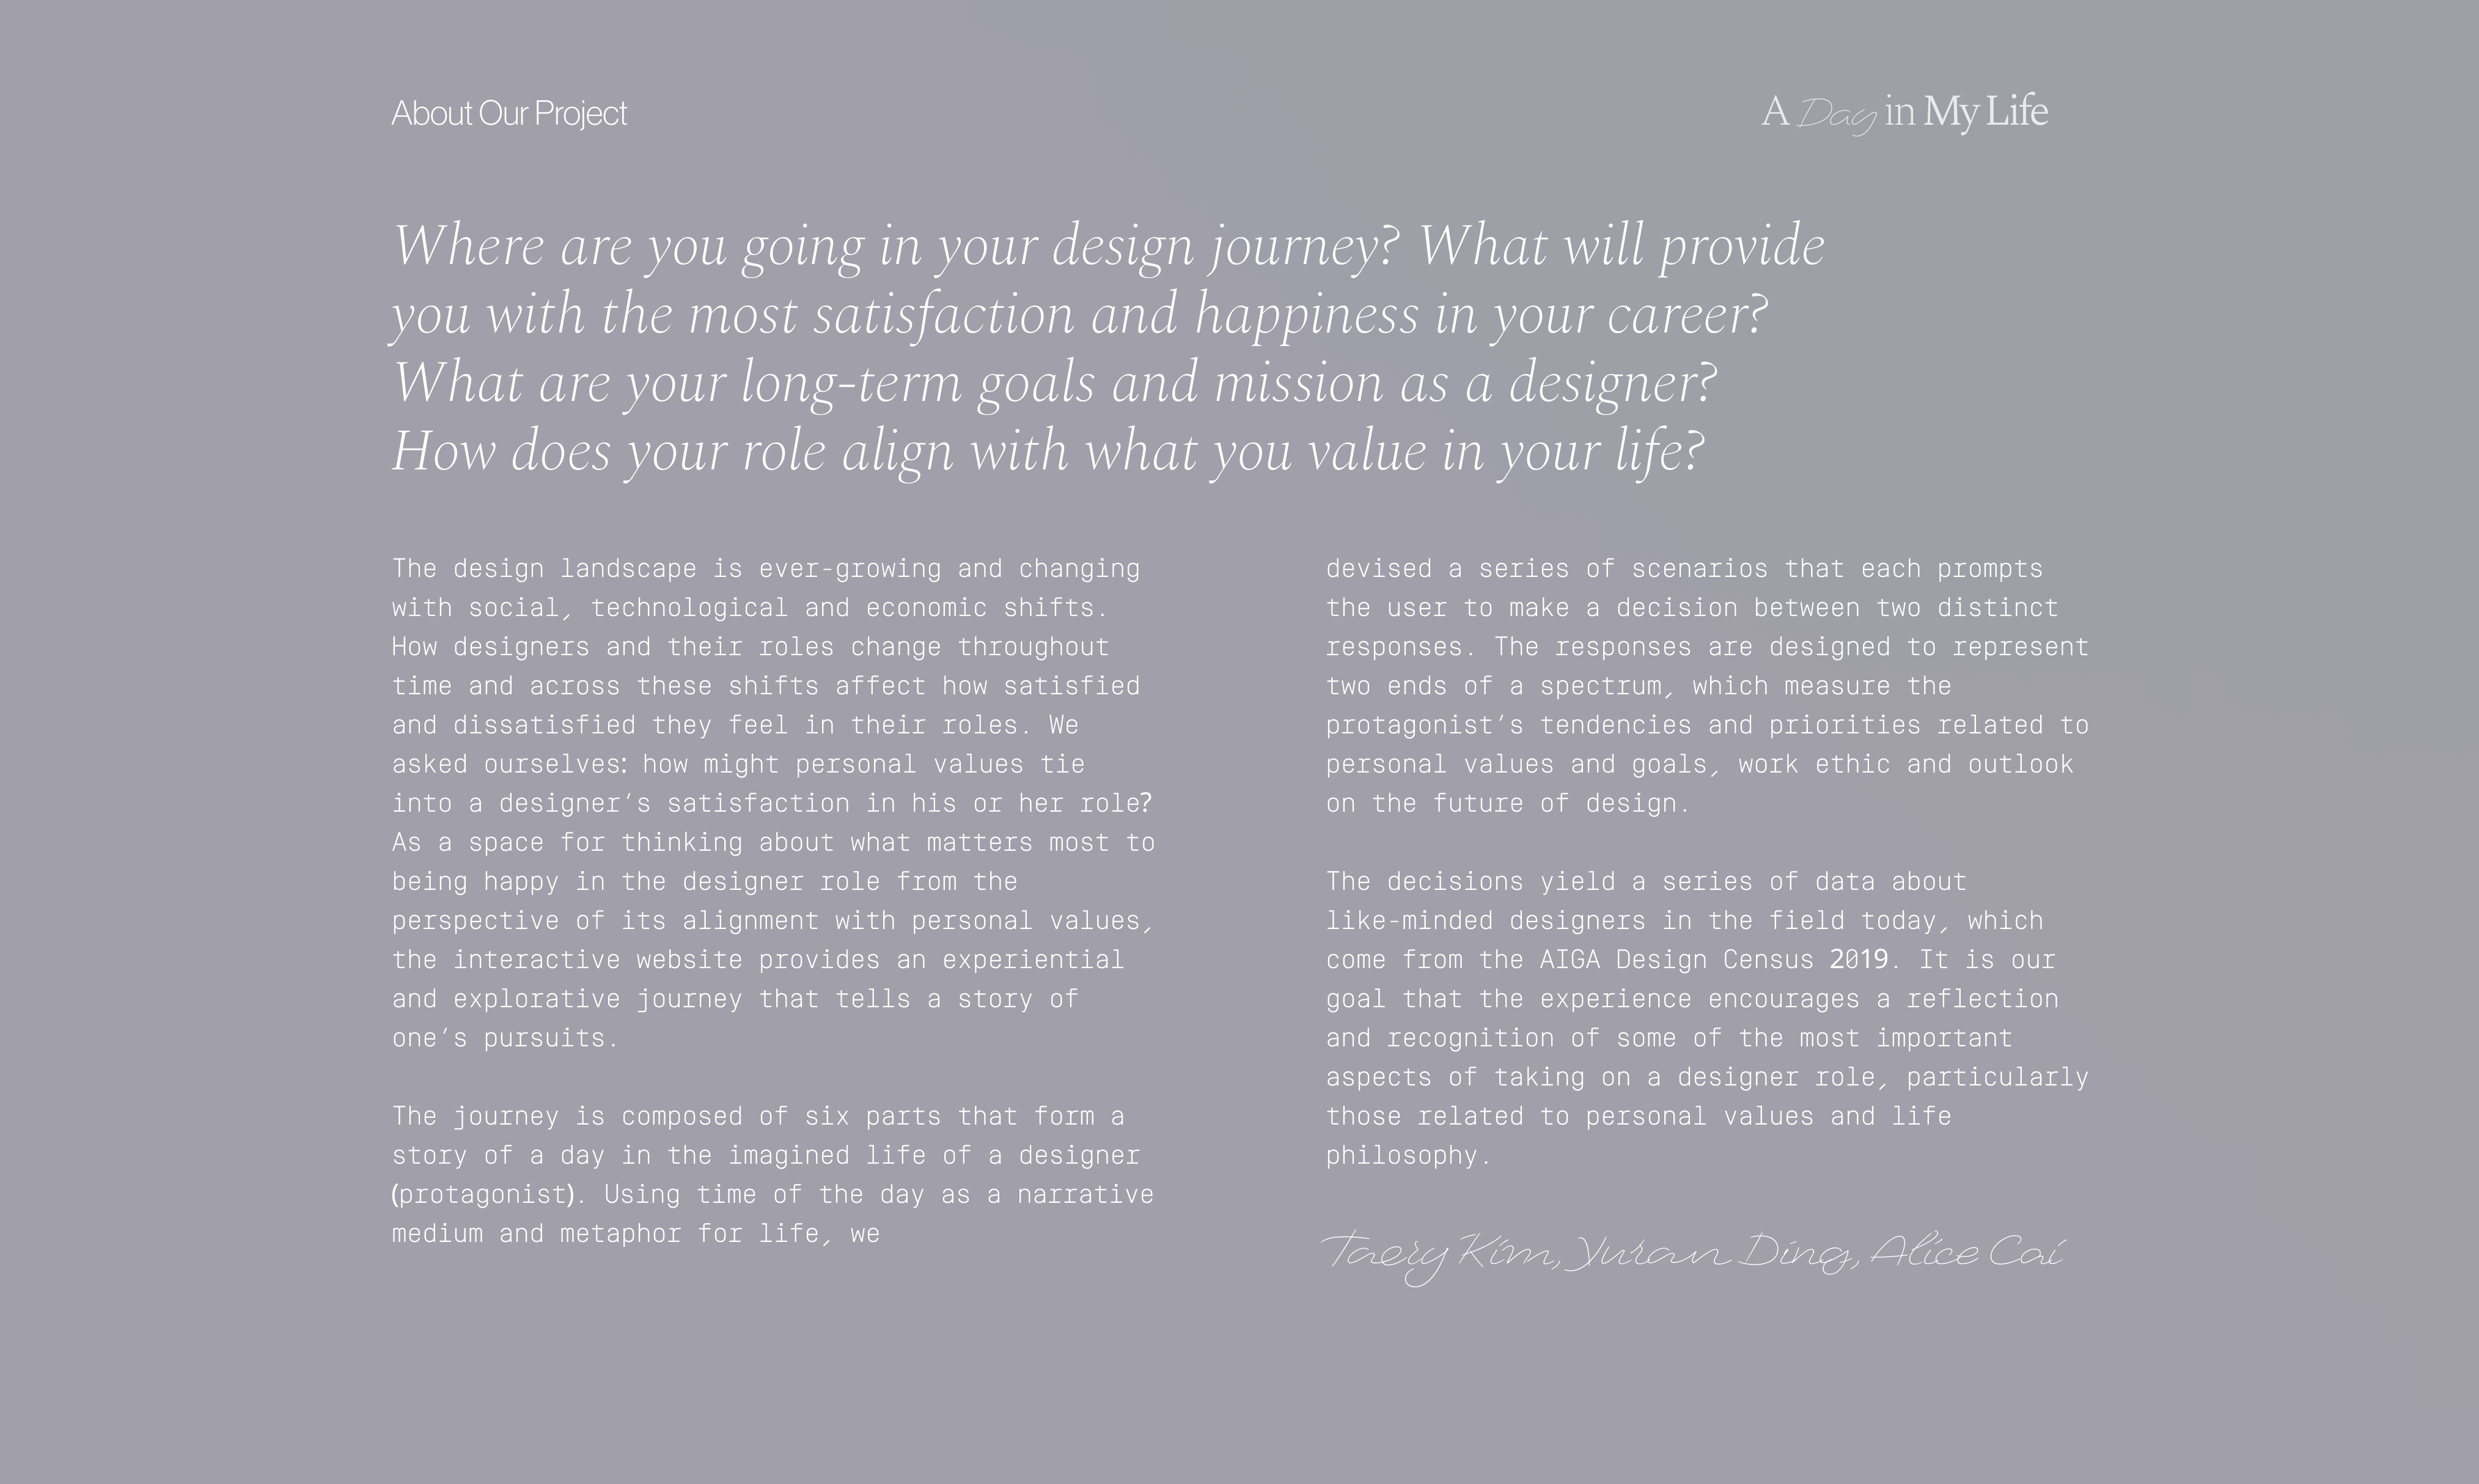 About Our Project
A Day in My Life
Where are you going in your design journey? What will provide
you with the most satisfaction and happiness in your career?
What are your long-term goals and mission as a designer?
How does your role align with what you value in your life?
The design landscape is ever-growing and changing
with social, technological and economic shifts.
How designers and their roles change throughout
time and across these shifts affect how satisfied
and dissatisfied they feel in their roles. We
asked ourselves: how might personal values tie
into a designer’s satisfaction in his or her role?
As a space for thinking about what matters most to
being happy in the designer role from the
perspective of its alignment with personal values,
the interactive website provides an experiential
and explorative journey that tells a story of
one’s pursuits.
The journey is composed of six parts that form a
story of a day in the imagined life of a designer
(protagonist). Using time of the day as a narrative
medium and metaphor for life, we
devised a series of scenarios that each prompts
the user to make a decision between two distinct
responses. The responses are designed to represent
two ends of a spectrum, which measure the
protagonist’s tendencies and priorities related to
personal values and goals, work ethic and outlook
on the future of design.
The decisions yield a series of data about
like-minded designers in the field today, which
come from the AIGA Design Census 2019. It is our
goal that the experience encourages a reflection
and recognition of some of the most important
aspects of taking on a designer role, particularly
those related to personal values and life
philosophy.
Taery Kim, Yuran Ding, Alice Cai